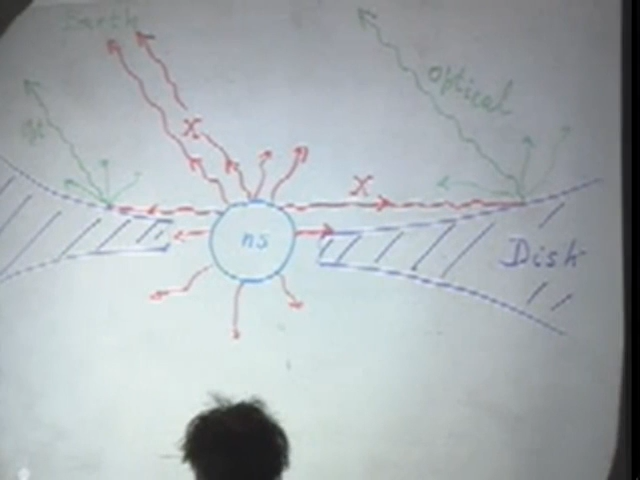 Earth
Optical
X
X
ns
Disk